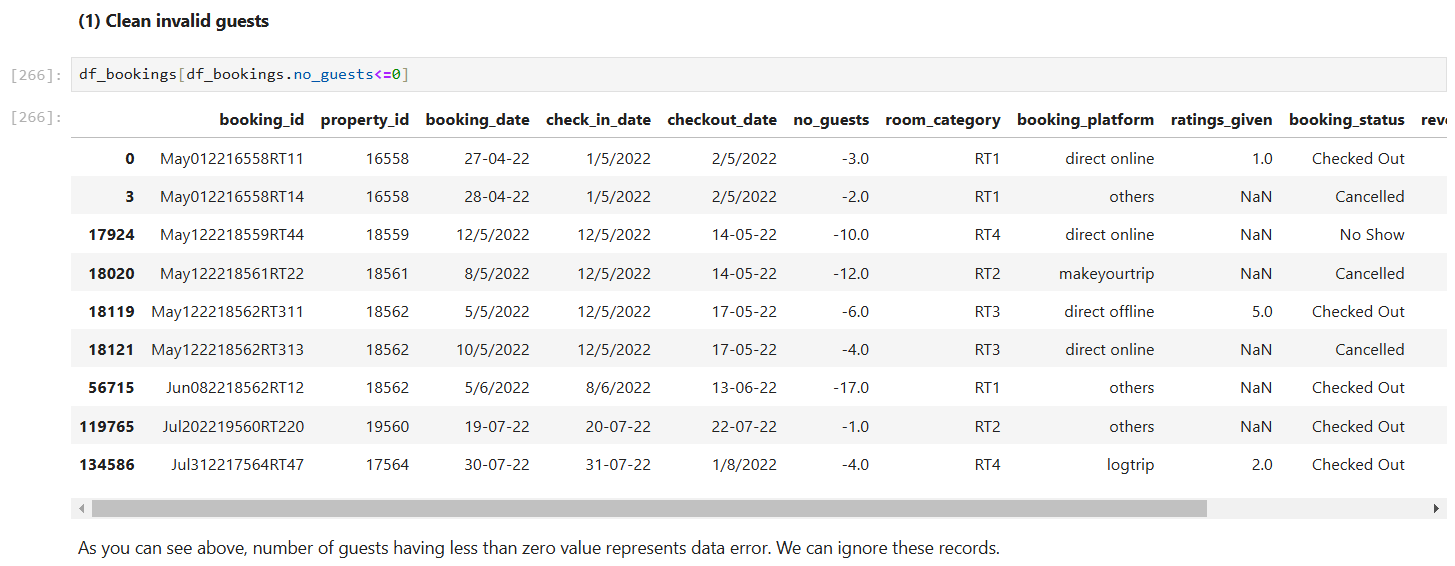 (1) Clean invalid guests
[266]: df_bookings[df_bookings.no_guests<=0]
[266]: booking_id property_id booking_date check_in_date checkout_date no_guests room_category booking_platform ratings_given booking_status reve
0 May012216558RT11 16558 27-04-22 1/5/2022 2/5/2022 -3.0 RT1 direct online 1.0 Checked Out
3 May012216558RT14 16558 28-04-22 1/5/2022 2/5/2022 -2.0 RT1 others NaN Cancelled
17924 May122218559RT44 18559 12/5/2022 12/5/2022 14-05-22 -10.0 RT4 direct online NaN No Show
18020 May122218561RT22 18561 8/5/2022 12/5/2022 14-05-22 -12.0 RT2 makeyourtrip NaN Cancelled
18119 May122218562RT311 18562 5/5/2022 12/5/2022 17-05-22 -6.0 RT3 direct offline 5.0 Checked Out
18121 May122218562RT313 18562 10/5/2022 12/5/2022 17-05-22 -4.0 RT3 direct online NaN Cancelled
56715 Jun082218562RT12 18562 5/6/2022 8/6/2022 13-06-22 -17.0 RT1 others NaN Checked Out
119765 Jul202219560RT220 19560 19-07-22 20-07-22 22-07-22 -1.0 RT2 others NaN Checked Out
134586 Jul312217564RT47 17564 30-07-22 31-07-22 1/8/2022 -4.0 RT4 logtrip 2.0 Checked Out
As you can see above, number of guests having less than zero value represents data error. We can ignore these records.